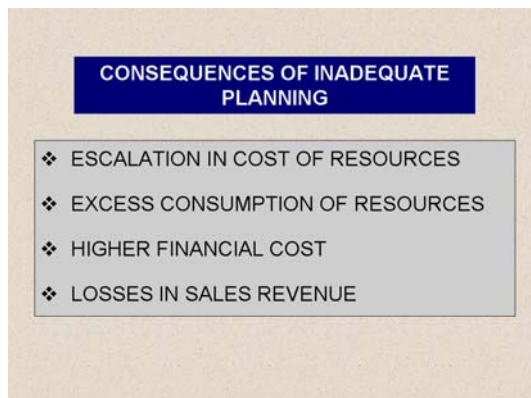 CONSEQUENCES OF INADEQUATE
PLANNING
❖ ESCALATION IN COST OF RESOURCES
❖ EXCESS CONSUMPTION OF RESOURCES
❖ HIGHER FINANCIAL COST
❖ LOSSES IN SALES REVENUE